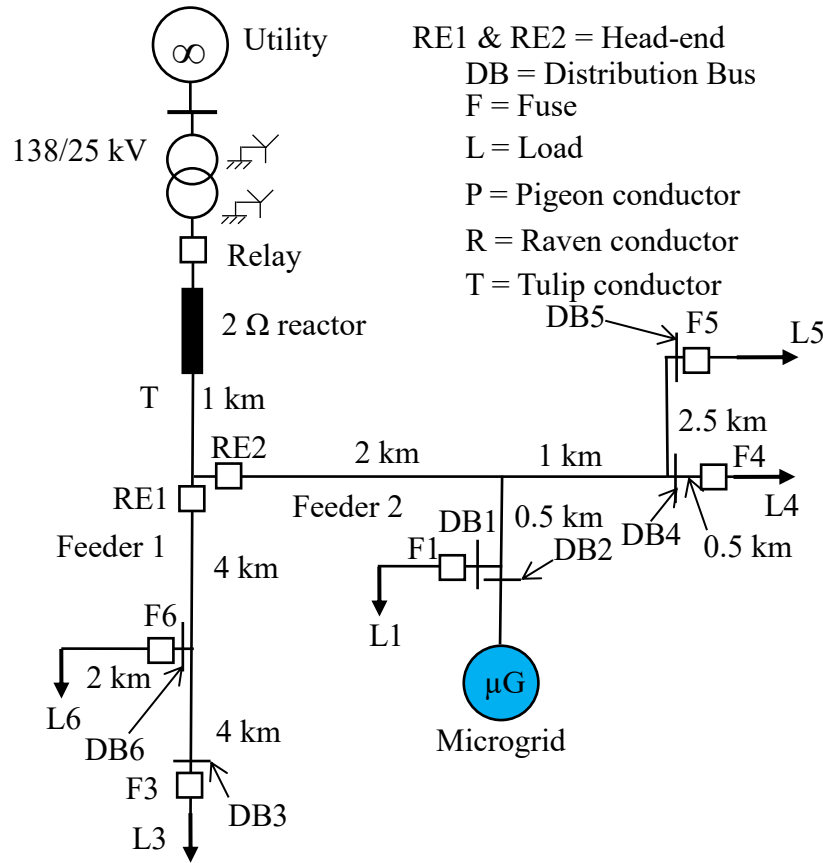 ∞
Utility
RE1 & RE2 = Head-end
DB = Distribution Bus
F = Fuse
L = Load
P = Pigeon conductor
R = Raven conductor
T = Tulip conductor
138/25 kV
Relay
2 Ω reactor
T
1 km
DB5
F5
L5
2.5 km
RE2
2 km
1 km
F4
L4
RE1
Feeder 2
0.5 km
DB1
DB2
DB4
0.5 km
Feeder 1
4 km
F1
L1
F6
2 km
L6
DB6
4 km
µG
Microgrid
F3
DB3
L3